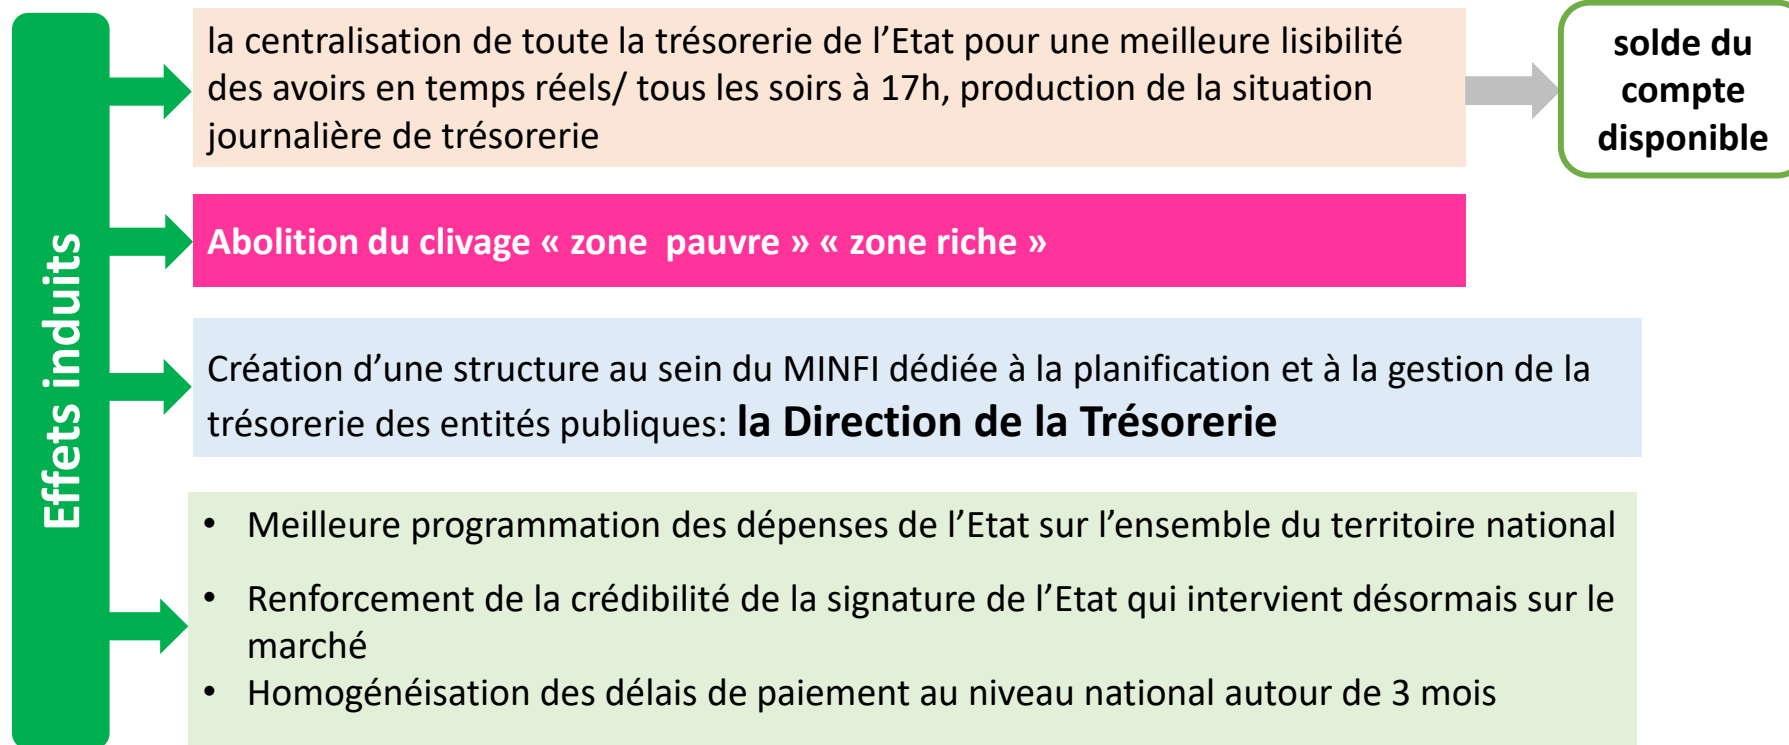 Effets induits
la centralisation de toute la trésorerie de l’Etat pour une meilleure lisibilité
des avoirs en temps réels/ tous les soirs à 17h, production de la situation
journalière de trésorerie
solde du
compte
disponible
Abolition du clivage « zone  pauvre » « zone riche »
Création d’une structure au sein du MINFI dédiée à la planification et à la gestion de la
trésorerie des entités publiques: la Direction de la Trésorerie
• Meilleure programmation des dépenses de l’Etat sur l’ensemble du territoire national
• Renforcement de la crédibilité de la signature de l’Etat qui intervient désormais sur le
marché
• Homogénéisation des délais de paiement au niveau national autour de 3 mois